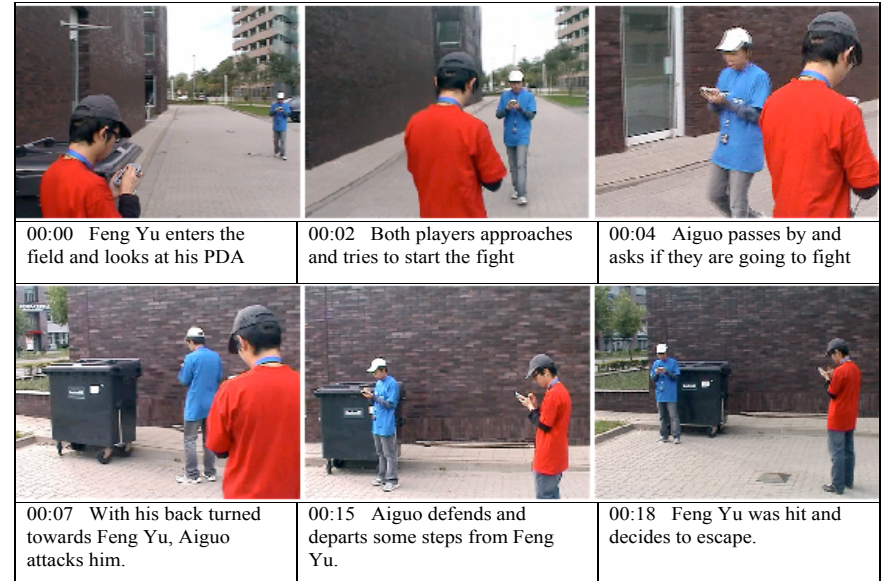 00:00 Feng Yu enters the
field and looks at his PDA
00:02 Both players approaches
and tries to start the fight
00:04 Aiguo passes by and
asks if they are going to fight
00:07 With his back turned
towards Feng Yu, Aiguo
attacks him.
00:15 Aiguo defends and
departs some steps from Feng
Yu.
00:18 Feng Yu was hit and
decides to escape.